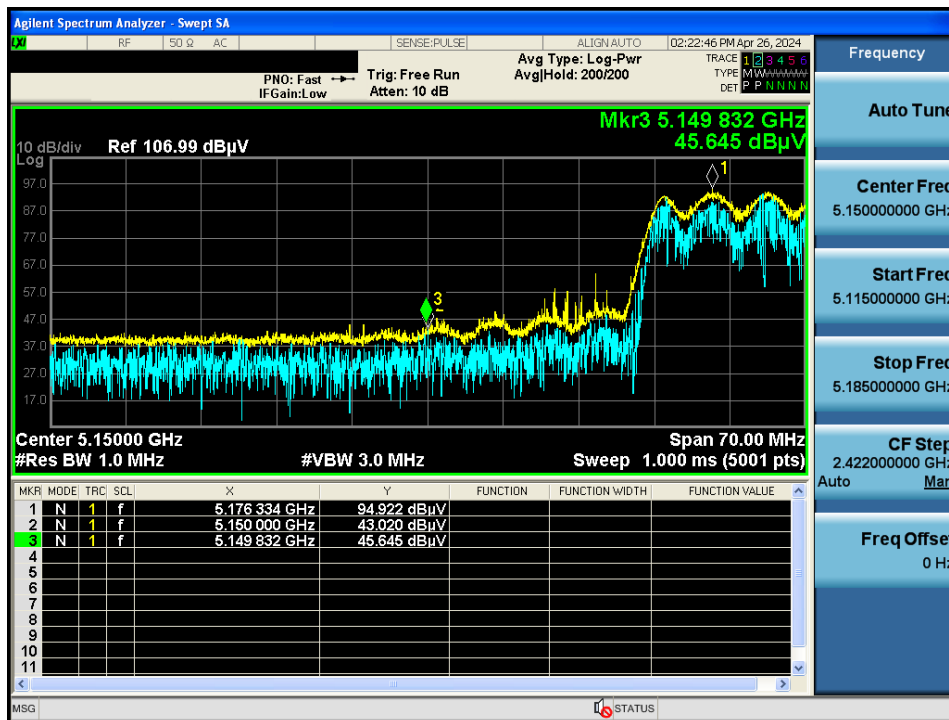 Agilent Spectrum Analyzer - Swept SA
LXI RF 50 Ω AC SENSE:PULSE ALIGN AUTO 02:22:46 PM Apr 26, 2024
Frequency
PNO: Fast
IFGain:Low
Trig: Free Run
Atten: 10 dB
Avg Type: Log-Pwr
Avg|Hold: 200/200
TRACE 1 2 3 4 5 6
TYPE M W W W W W
DET P P N N N N
Mkr3 5.149 832 GHz
45.645 dBµV
10 dB/div
Log
Ref 106.99 dBµV
97.0
87.0
77.0
67.0
57.0
47.0
37.0
27.0
17.0
1
3
2
Center 5.15000 GHz
Span 70.00 MHz
#Res BW 1.0 MHz
#VBW 3.0 MHz
Sweep 1.000 ms (5001 pts)
MKR MODE TRC SCL X Y FUNCTION FUNCTION WIDTH FUNCTION VALUE
1 N 1 f 5.176 334 GHz 94.922 dBµV
2 N 1 f 5.150 000 GHz 43.020 dBµV
3 N 1 f 5.149 832 GHz 45.645 dBµV
4
5
6
7
8
9
10
11
MSG
STATUS
Auto Tune
Center Freq
5.150000000 GHz
Start Freq
5.115000000 GHz
Stop Freq
5.185000000 GHz
CF Step
2.422000000 GHz
Auto Man
Freq Offset
0 Hz